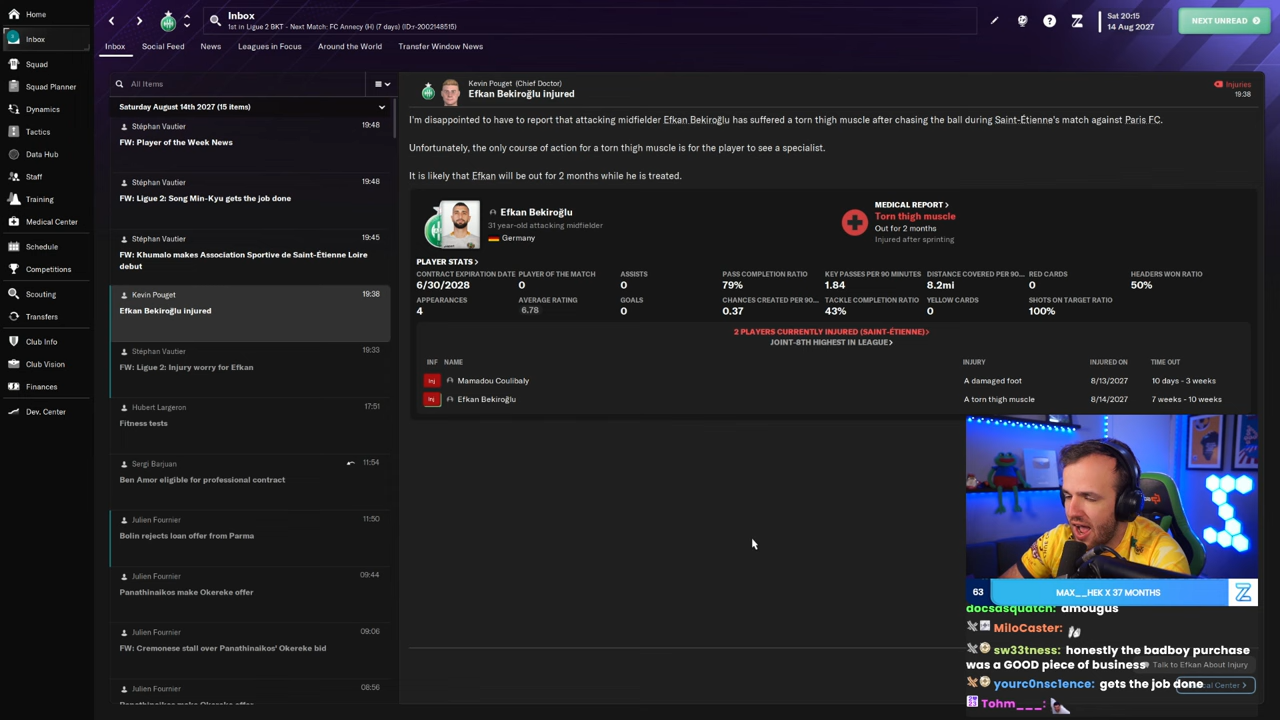 Home
Inbox
Squad
Squad Planner
Dynamics
Tactics
Data Hub
Staff
Training
Medical Center
Schedule
Competitions
Scouting
Transfers
Club Info
Club Vision
Finances
Dev. Center
Inbox
1st in Ligue 2 BKT - Next Match: FC Annecy (H) (7 days) (ID:r-2002148515)
Sat 20:15
14 Aug 2027
NEXT UNREAD
Inbox
Social Feed
News
Leagues in Focus
Around the World
Transfer Window News
All Items
Saturday August 14th 2027 (15 items)
Stéphan Vautier 19:48
FW: Player of the Week News
Stéphan Vautier 19:48
FW: Ligue 2: Song Min-Kyu gets the job done
Stéphan Vautier 19:45
FW: Khumalo makes Association Sportive de Saint-Étienne Loire
debut
Kevin Pouget 19:38
Efkan Bekiroğlu injured
Stéphan Vautier 19:33
FW: Ligue 2: Injury worry for Efkan
Hubert Largeron 17:51
Fitness tests
Sergi Barjuan 11:54
Ben Amor eligible for professional contract
Julien Fournier 11:50
Bolin rejects loan offer from Parma
Julien Fournier 09:44
Panathinaikos make Okereke offer
Julien Fournier 09:06
FW: Cremonese stall over Panathinaikos' Okereke bid
Julien Fournier 08:56
Kevin Pouget (Chief Doctor)
Efkan Bekiroğlu injured
Injuries
19:38
I'm disappointed to have to report that attacking midfielder Efkan Bekiroğlu has suffered a torn thigh muscle after chasing the ball during Saint-Étienne's match against Paris FC.
Unfortunately, the only course of action for a torn thigh muscle is for the player to see a specialist.
It is likely that Efkan will be out for 2 months while he is treated.
Efkan Bekiroğlu
31 year-old attacking midfielder
Germany
MEDICAL REPORT >
Torn thigh muscle
Out for 2 months
Injured after sprinting
PLAYER STATS >
CONTRACT EXPIRATION DATE PLAYER OF THE MATCH ASSISTS PASS COMPLETION RATIO KEY PASSES PER 90 MINUTES DISTANCE COVERED PER 90... RED CARDS HEADERS WON RATIO
6/30/2028 0 0 79% 1.84 8.2mi 0 50%
APPEARANCES AVERAGE RATING GOALS CHANCES CREATED PER 90... TACKLE COMPLETION RATIO YELLOW CARDS SHOTS ON TARGET RATIO
4 6.78 0 0.37 43% 0 100%
2 PLAYERS CURRENTLY INJURED (SAINT-ÉTIENNE)>
JOINT-8TH HIGHEST IN LEAGUE >
INF NAME INJURY INJURED ON TIME OUT
Inj Mamadou Coulibaly A damaged foot 8/13/2027 10 days - 3 weeks
Inj Efkan Bekiroğlu A torn thigh muscle 8/14/2027 7 weeks - 10 weeks
63 MAX__HEK X 37 MONTHS
docsasquatch: amougus
MiloCaster:
sw33tness: honestly the badboy purchase
was a GOOD piece of business
Talk to Efkan About Injury
yourc0nsc1ence: gets the job done
Center >
Tohm___: